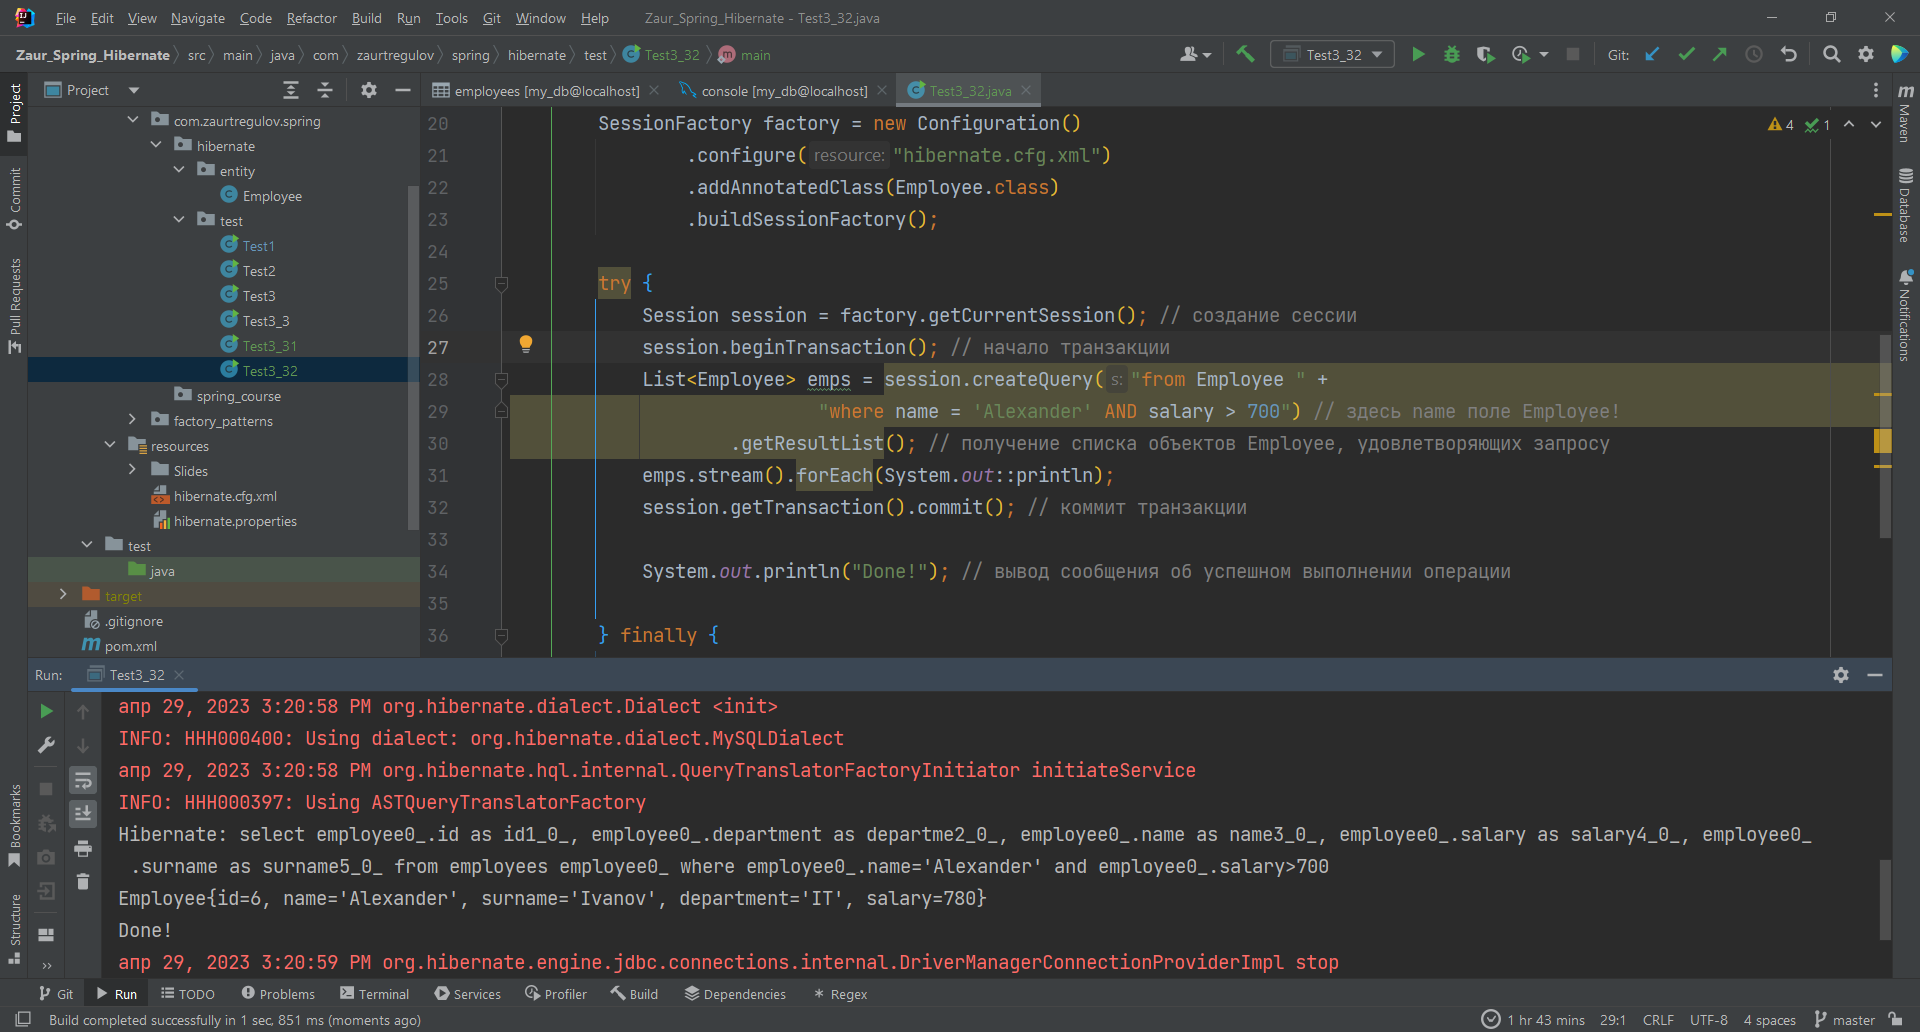 File Edit View Navigate Code Refactor Build Run Tools Git Window Help Zaur_Spring_Hibernate - Test3_32.java
Zaur_Spring_Hibernate src main java com zaurtregulov spring hibernate test Test3_32 main Test3_32 Git:
Project
employees [my_db@localhost] console [my_db@localhost] Test3_32.java
Project
Commit
Pull Requests
Bookmarks
Structure
com.zaurtregulov.spring
hibernate
entity
Employee
test
Test1
Test2
Test3
Test3_3
Test3_31
Test3_32
spring_course
factory_patterns
resources
Slides
hibernate.cfg.xml
hibernate.properties
test
java
target
.gitignore
pom.xml
4 1
20 SessionFactory factory = new Configuration()
21 .configure( resource: "hibernate.cfg.xml")
22 .addAnnotatedClass(Employee.class)
23 .buildSessionFactory();
24
25 try {
26 Session session = factory.getCurrentSession(); // создание сессии
27 session.beginTransaction(); // начало транзакции
28 List<Employee> emps = session.createQuery( s: "from Employee " +
29 "where name = 'Alexander' AND salary > 700") // здесь name поле Employee!
30 .getResultList(); // получение списка объектов Employee, удовлетворяющих запросу
31 emps.stream().forEach(System.out::println);
32 session.getTransaction().commit(); // коммит транзакции
33
34 System.out.println("Done!"); // вывод сообщения об успешном выполнении операции
35
36 } finally {
Maven
Database
Notifications
Run: Test3_32
апр 29, 2023 3:20:58 PM org.hibernate.dialect.Dialect <init>
INFO: HHH000400: Using dialect: org.hibernate.dialect.MySQLDialect
апр 29, 2023 3:20:58 PM org.hibernate.hql.internal.QueryTranslatorFactoryInitiator initiateService
INFO: HHH000397: Using ASTQueryTranslatorFactory
Hibernate: select employee0_.id as id1_0_, employee0_.department as departme2_0_, employee0_.name as name3_0_, employee0_.salary as salary4_0_, employee0_
.surname as surname5_0_ from employees employee0_ where employee0_.name='Alexander' and employee0_.salary>700
Employee{id=6, name='Alexander', surname='Ivanov', department='IT', salary=780}
Done!
апр 29, 2023 3:20:59 PM org.hibernate.engine.jdbc.connections.internal.DriverManagerConnectionProviderImpl stop
Git Run TODO Problems Terminal Services Profiler Build Dependencies Regex
Build completed successfully in 1 sec, 851 ms (moments ago) 1 hr 43 mins 29:1 CRLF UTF-8 4 spaces master